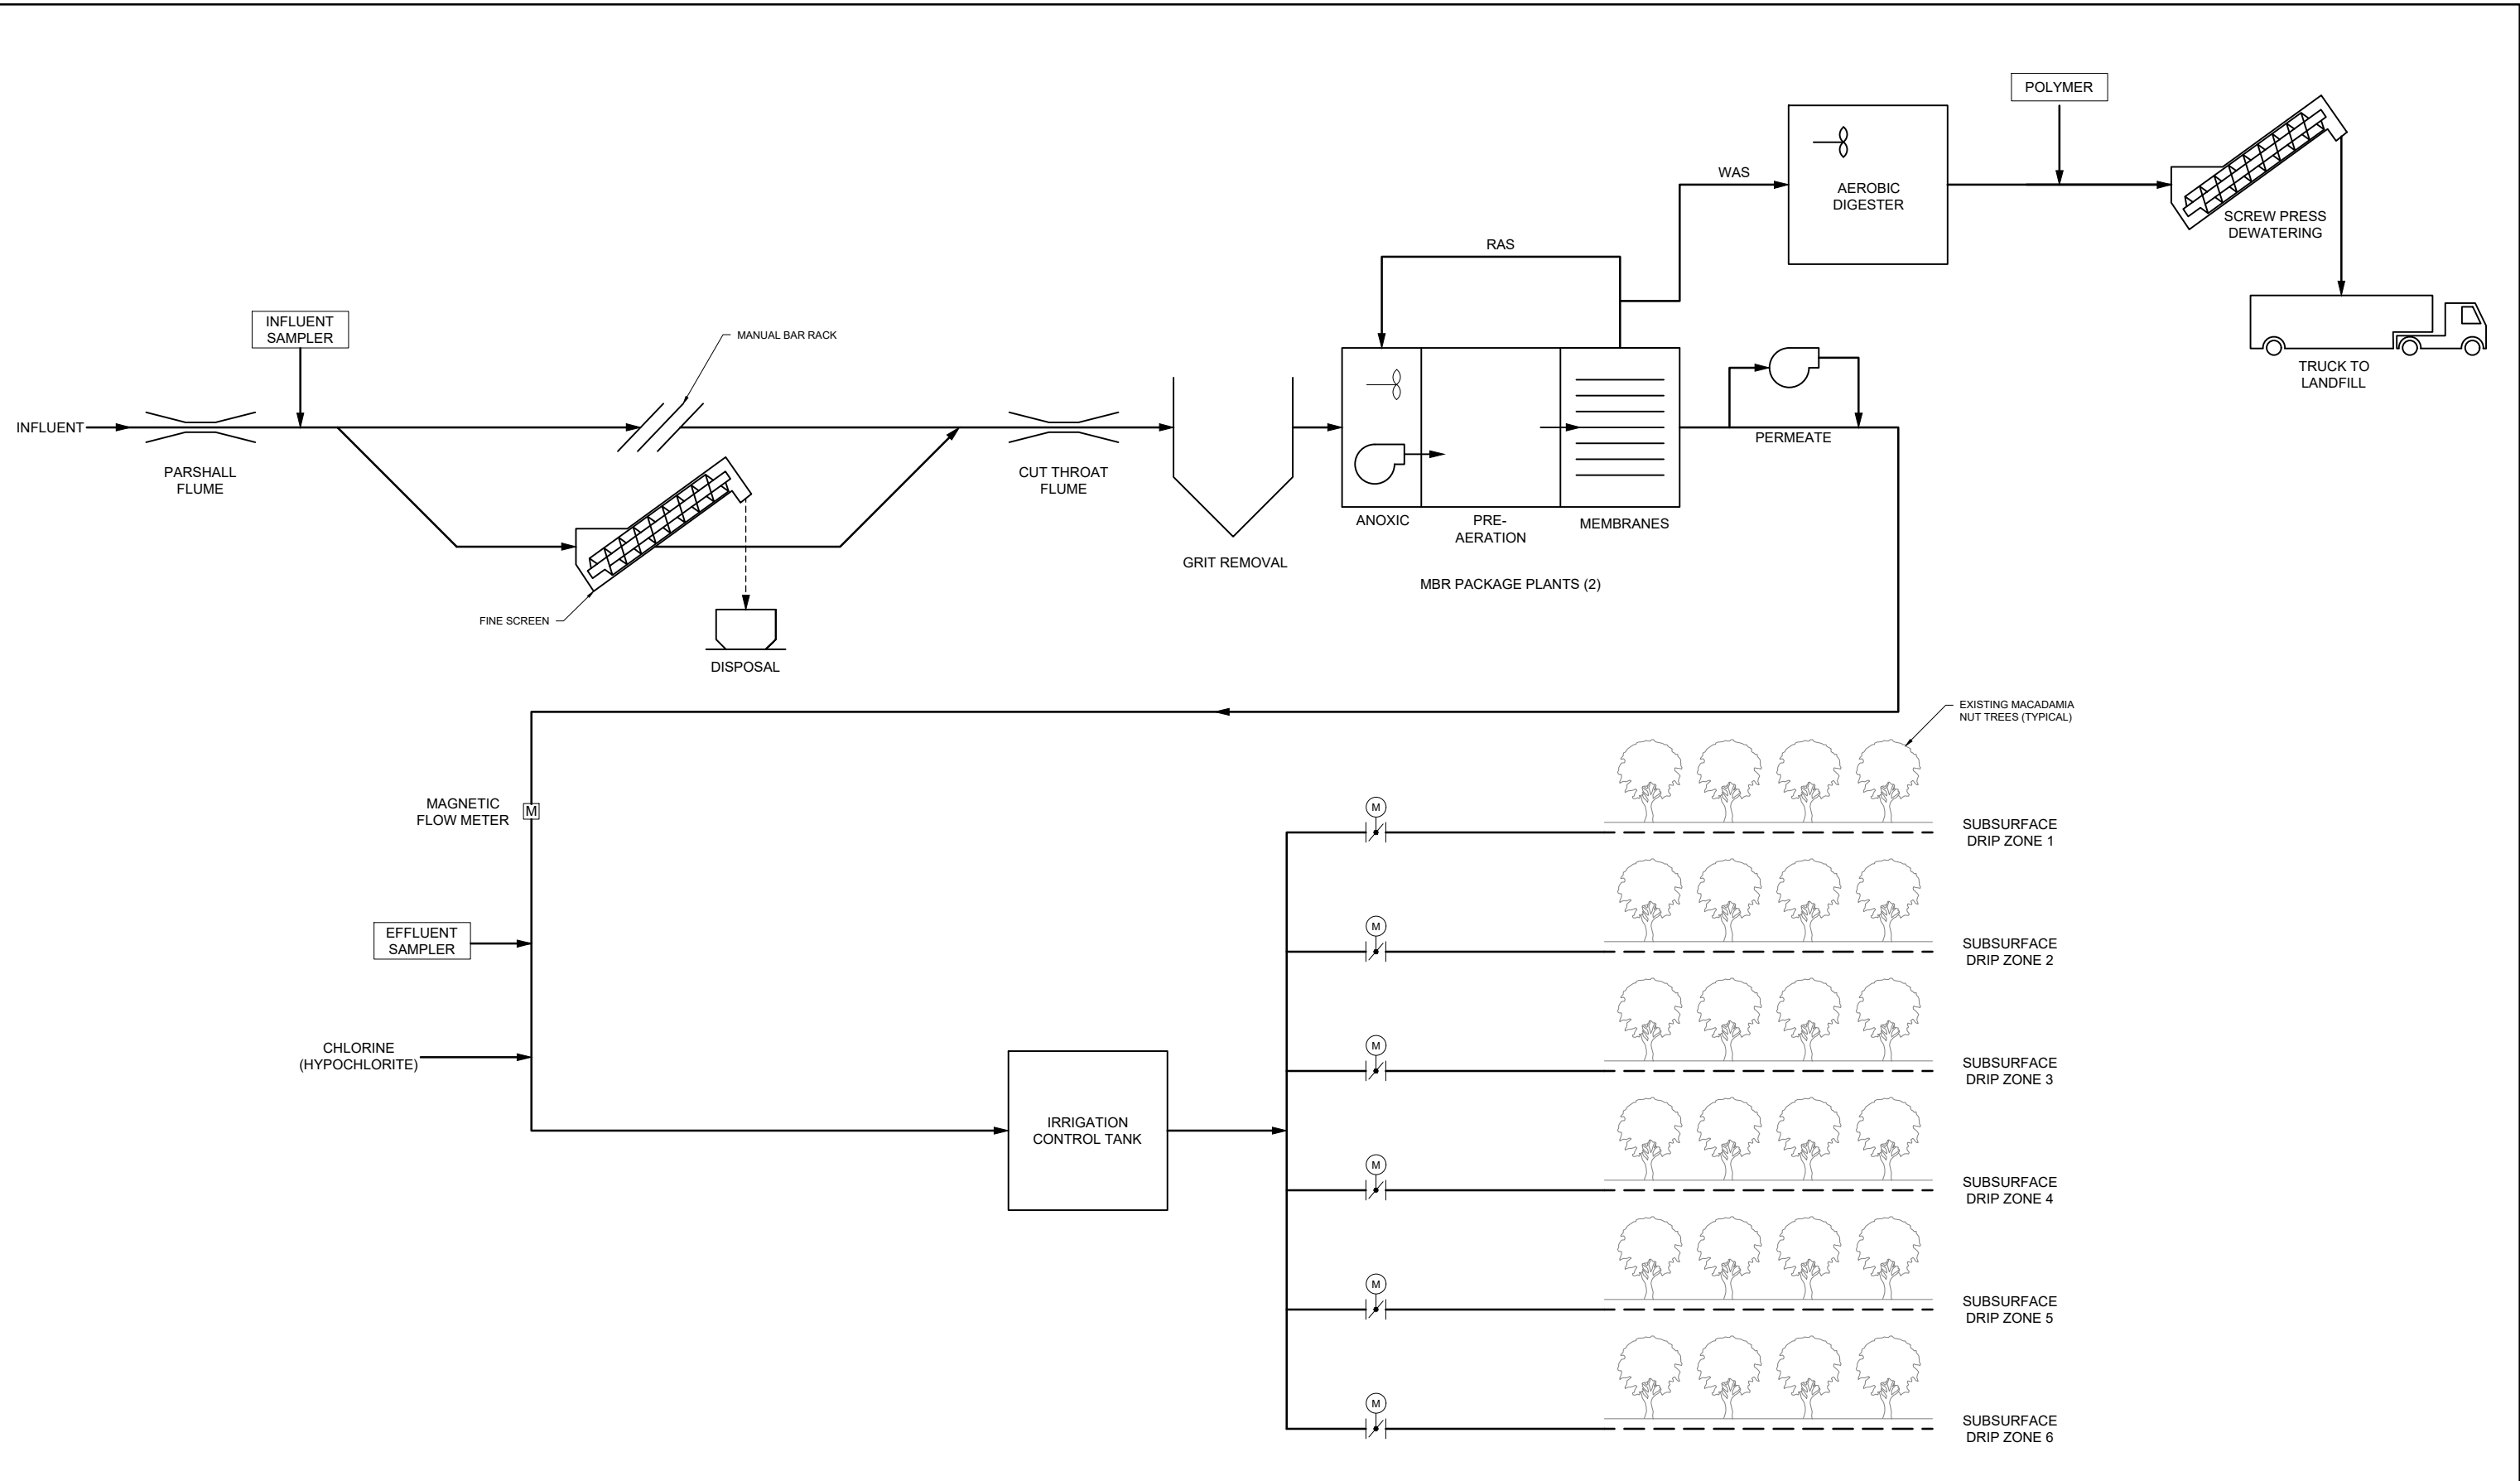 POLYMER
WAS
AEROBIC
DIGESTER
SCREW PRESS
DEWATERING
RAS
INFLUENT
SAMPLER
MANUAL BAR RACK
TRUCK TO
LANDFILL
INFLUENT
PERMEATE
PARSHALL
FLUME
CUT THROAT
FLUME
ANOXIC
PRE-
AERATION
MEMBRANES
GRIT REMOVAL
MBR PACKAGE PLANTS (2)
FINE SCREEN
DISPOSAL
EXISTING MACADAMIA
NUT TREES (TYPICAL)
MAGNETIC
FLOW METER
M
M
SUBSURFACE
DRIP ZONE 1
EFFLUENT
SAMPLER
M
SUBSURFACE
DRIP ZONE 2
CHLORINE
(HYPOCHLORITE)
M
SUBSURFACE
DRIP ZONE 3
IRRIGATION
CONTROL TANK
M
SUBSURFACE
DRIP ZONE 4
M
SUBSURFACE
DRIP ZONE 5
M
SUBSURFACE
DRIP ZONE 6